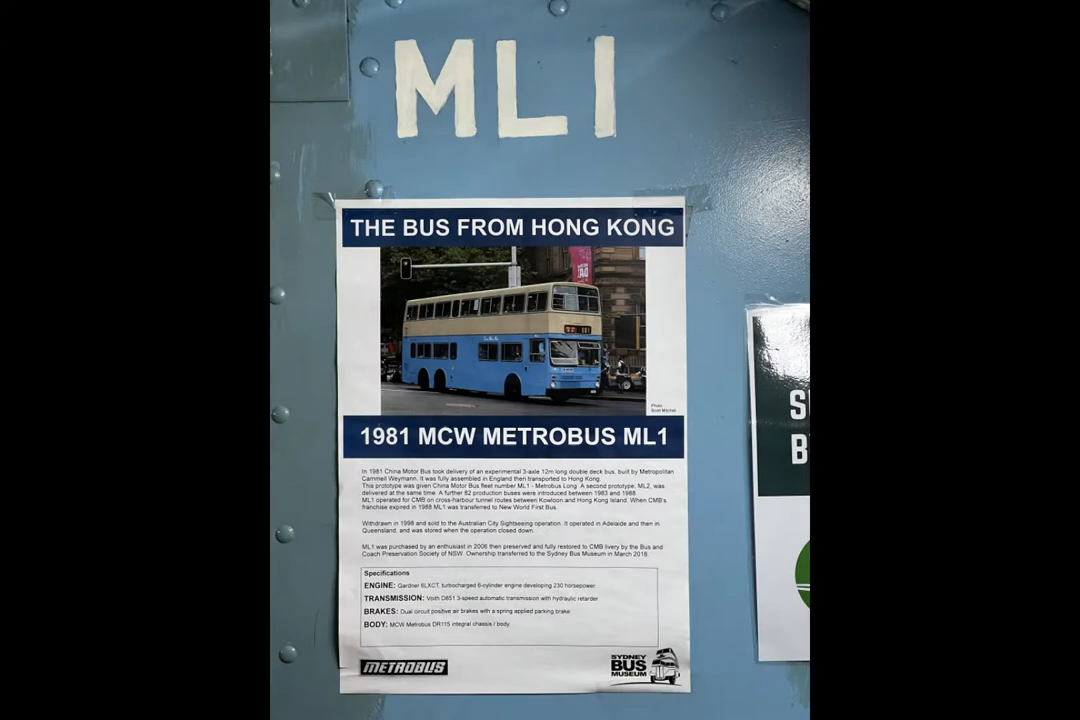 ML1
THE BUS FROM HONG KONG
Photo:
Scott Mitchell
1981 MCW METROBUS ML1
In 1981 China Motor Bus took delivery of an experimental 3-axle 12m long double deck bus, built by Metropolitan
Cammell Weymann. It was fully assembled in England then transported to Hong Kong.
This prototype was given China Motor Bus fleet number ML1 - Metrobus Long. A second prototype, ML2, was
delivered at the same time. A further 82 production buses were introduced between 1983 and 1988
ML1 operated for CMB on cross-harbour tunnel routes between Kowloon and Hong Kong Island. When CMB's
franchise expired in 1988 ML1 was transferred to New World First Bus.
Withdrawn in 1998 and sold to the Australian City Sightseeing operation. It operated in Adelaide and then in
Queensland, and was stored when the operation closed down.
ML1 was purchased by an enthusiast in 2006 then preserved and fully restored to CMB livery by the Bus and
Coach Preservation Society of NSW. Ownership transferred to the Sydney Bus Museum in March 2018.
Specifications
ENGINE: Gardner 6LXCT, turbocharged 6-cylinder engine developing 230 horsepower
TRANSMISSION: Voith D851 3-speed automatic transmission with hydraulic retarder
BRAKES: Dual circuit positive air brakes with a spring applied parking brake
BODY: MCW Metrobus DR115 integral chassis / body
METROBUS
SYDNEY
BUS
MUSEUM
S
B